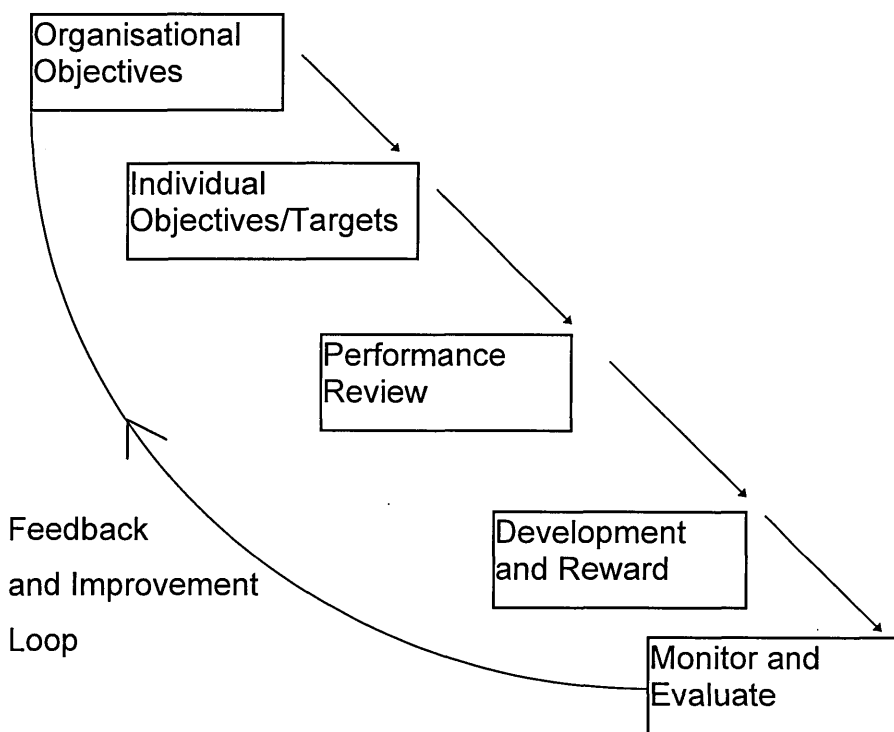 Organisational
Objectives
Individual
Objectives/Targets
Performance
Review
Development
and Reward
Feedback
and Improvement
Loop
Monitor and
Evaluate